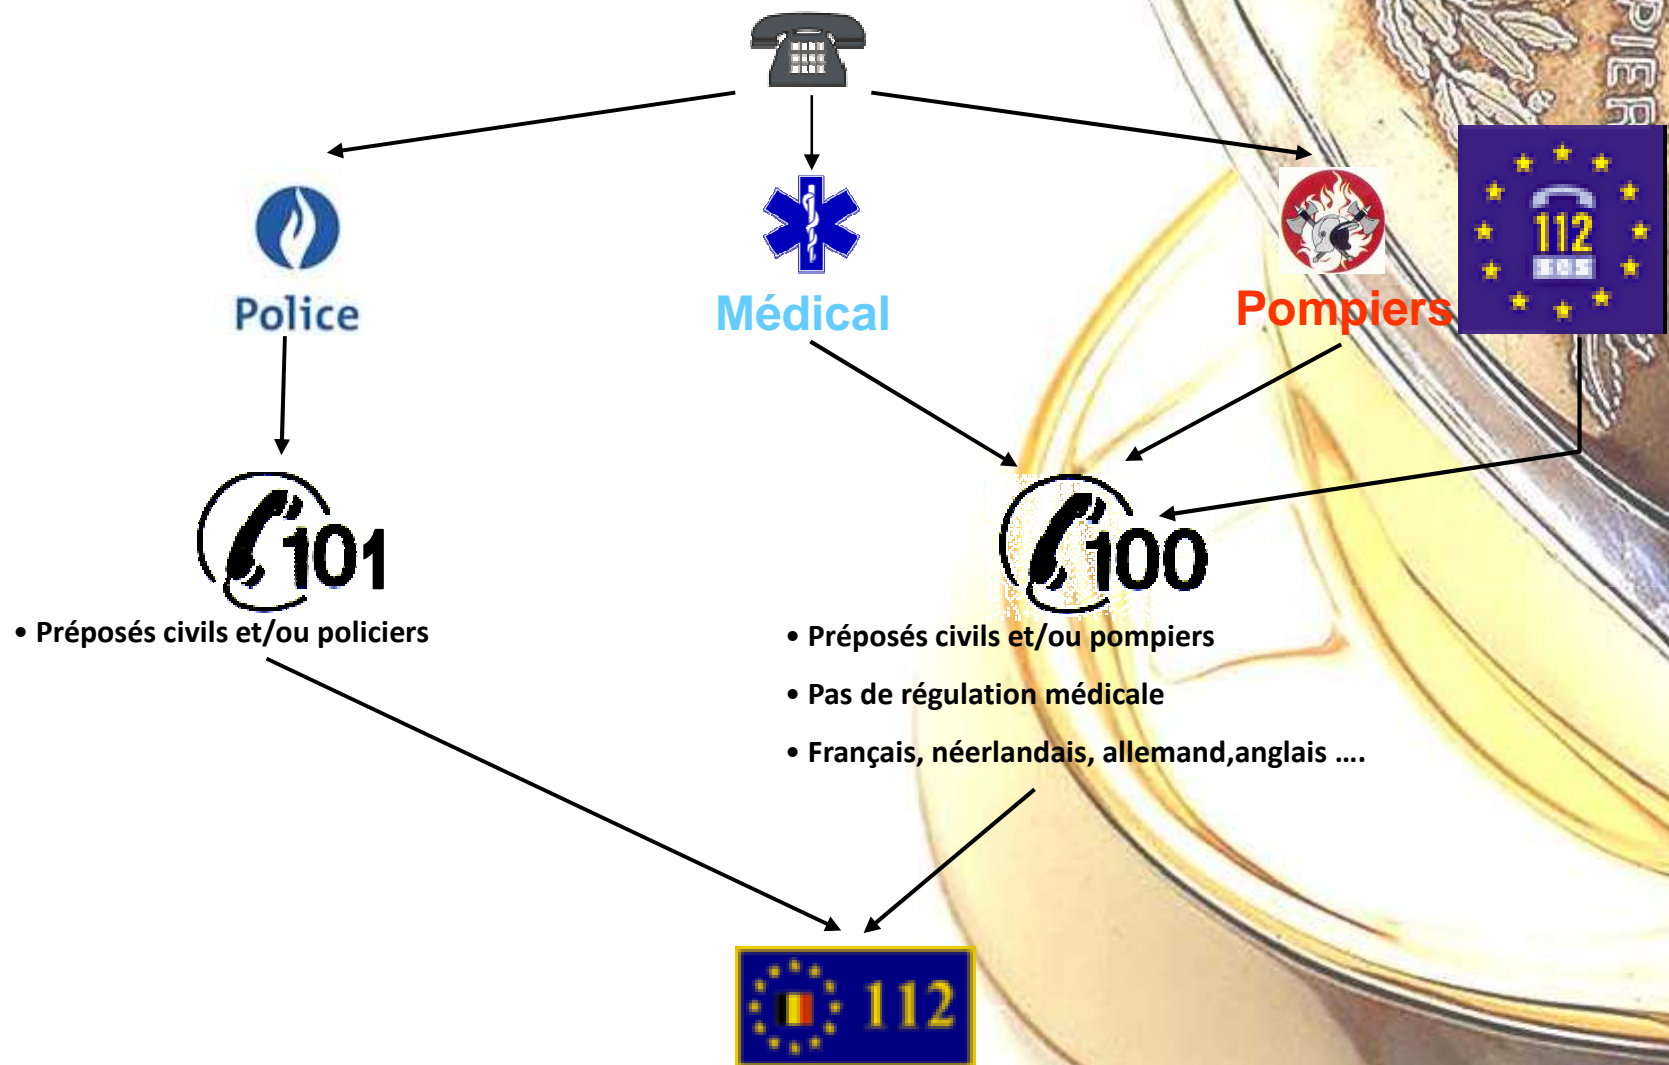 PIER
112
SOS
Police
Médical
Pompiers
101
100
• Préposés civils et/ou policiers
• Préposés civils et/ou pompiers
• Pas de régulation médicale
• Français, néerlandais, allemand,anglais ....
112